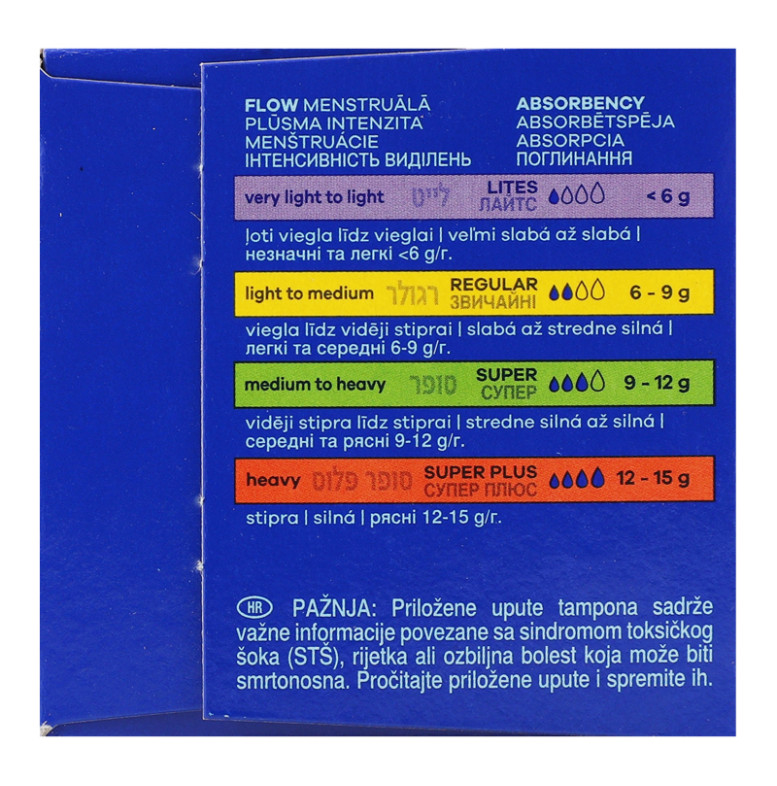 FLOW MENSTRUĀLĀ
PLŪSMA INTENZITA
MENŠTRUÁCIE
ІНТЕНСИВНІСТЬ ВИДІЛЕНЬ
ABSORBENCY
ABSORBĒTSPĒJA
ABSORPCIA
ПОГЛИНАННЯ
very light to light לייט LITES ЛАЙТС < 6 g
ļoti viegla līdz vieglai | veľmi slabá až slabá |
незначні та легкі <6 g/г.
light to medium רגולר REGULAR ЗВИЧАЙНІ 6 - 9 g
viegla līdz vidēji stiprai | slabá až stredne silná |
легкі та середні 6-9 g/г.
medium to heavy סופר SUPER СУПЕР 9 - 12 g
vidēji stipra līdz stiprai | stredne silná až silná |
середні та рясні 9-12 g/г.
heavy סופר פלוס SUPER PLUS СУПЕР ПЛЮС 12 - 15 g
stipra | silná | рясні 12-15 g/г.
HR PAŽNJA: Priložene upute tampona sadrže
važne informacije povezane sa sindromom toksičkog
šoka (STŠ), rijetka ali ozbiljna bolest koja može biti
smrtonosna. Pročitajte priložene upute i spremite ih.